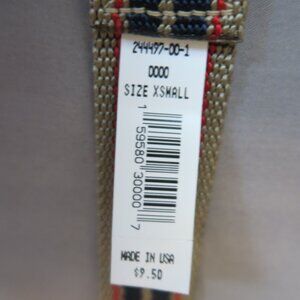 244497-00-1
0000
SIZE XSMALL
1 59580 30000 7
MADE IN USA
$9.50